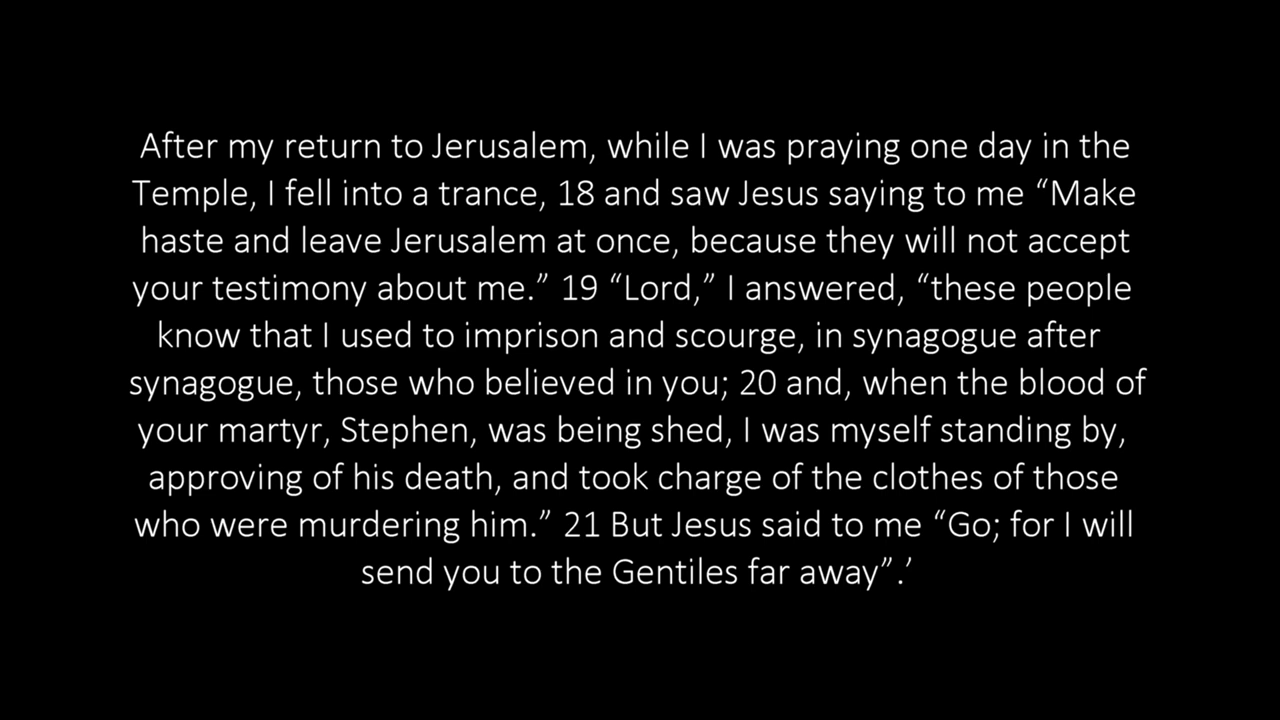 After my return to Jerusalem, while I was praying one day in the
Temple, I fell into a trance, 18 and saw Jesus saying to me “Make
haste and leave Jerusalem at once, because they will not accept
your testimony about me.” 19 “Lord,” I answered, “these people
know that I used to imprison and scourge, in synagogue after
synagogue, those who believed in you; 20 and, when the blood of
your martyr, Stephen, was being shed, I was myself standing by,
approving of his death, and took charge of the clothes of those
who were murdering him.” 21 But Jesus said to me “Go; for I will
send you to the Gentiles far away”.’